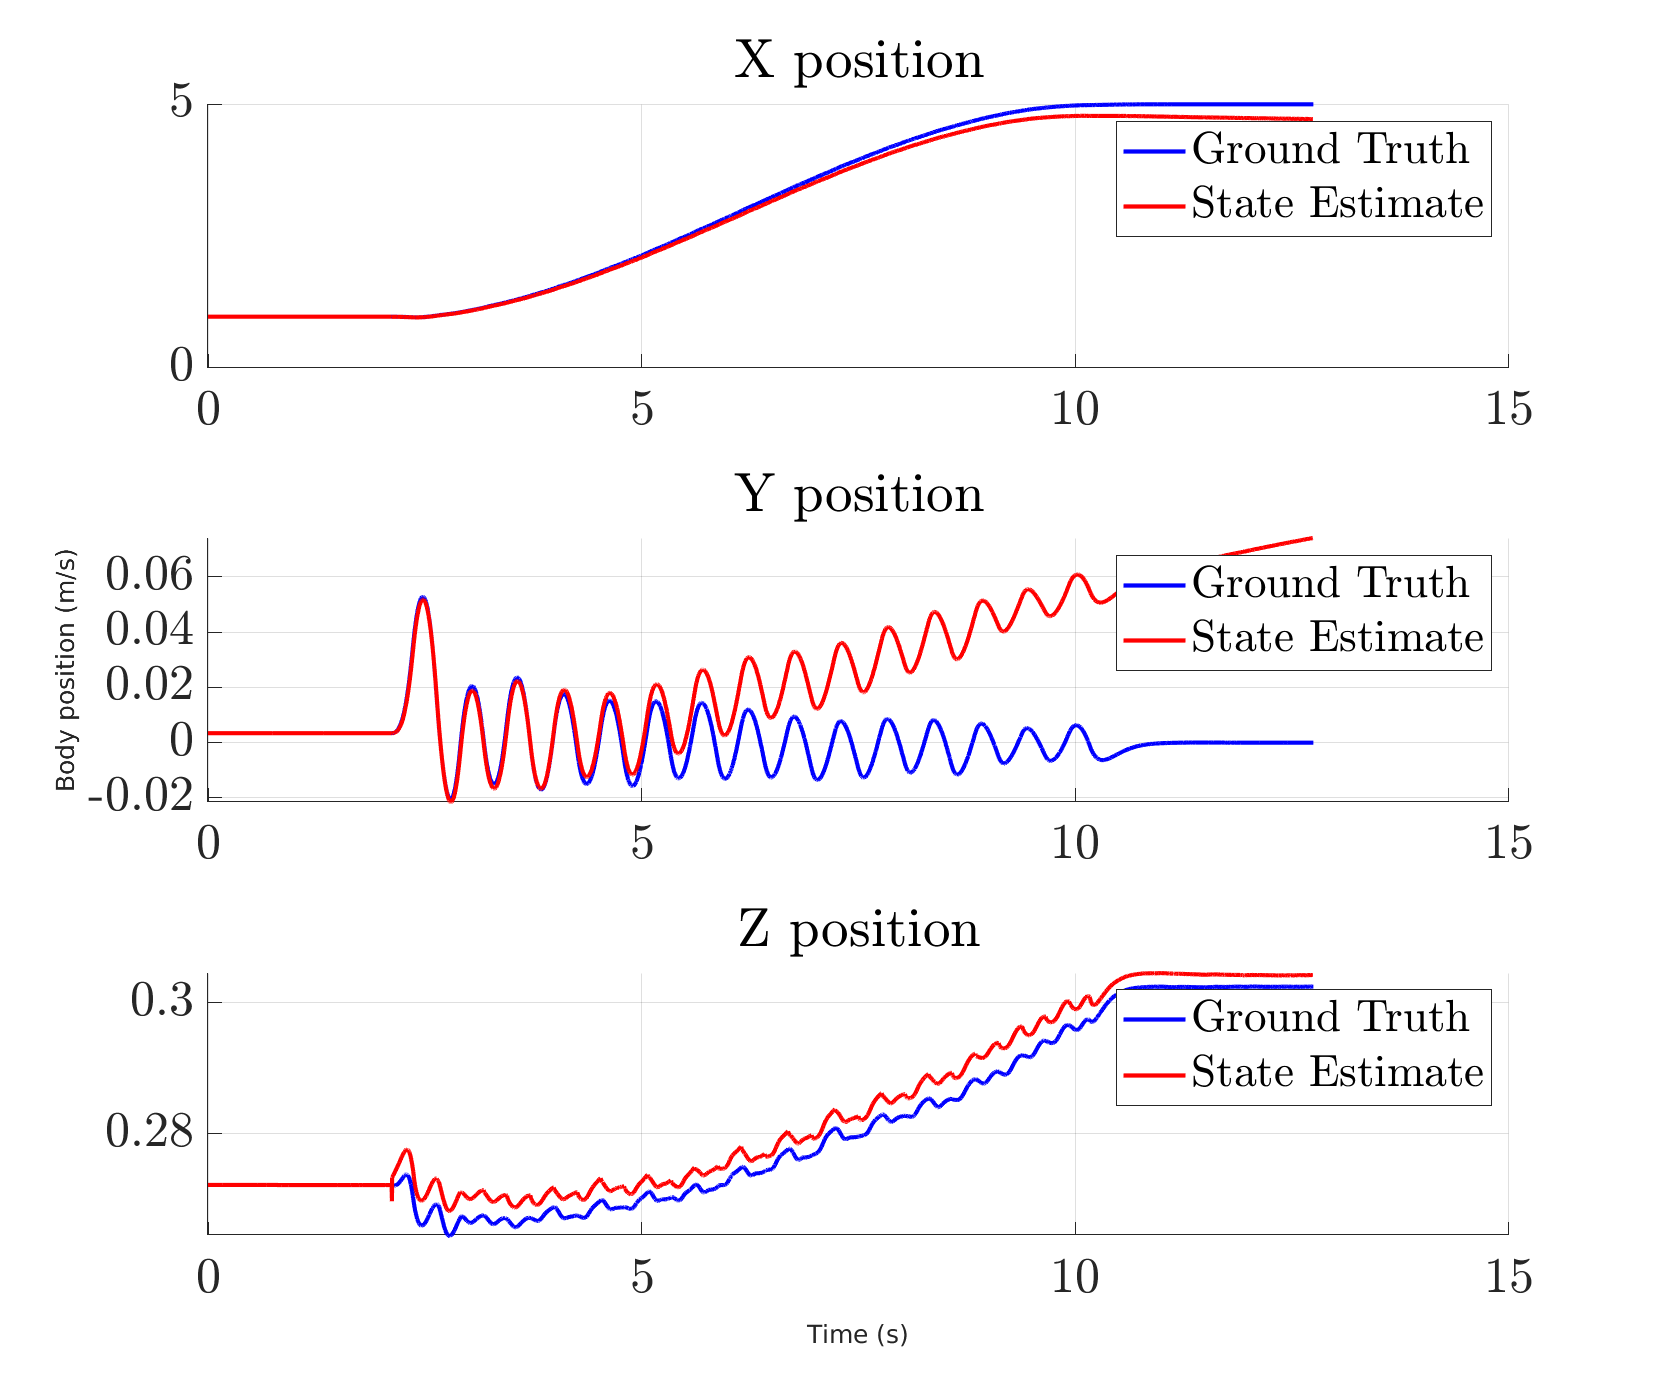 X position
5
0
0 5 10 15
Ground Truth
State Estimate
Y position
Body position (m/s)
0.06
0.04
0.02
0
-0.02
0 5 10 15
Ground Truth
State Estimate
Z position
0.3
0.28
0 5 10 15
Ground Truth
State Estimate
Time (s)